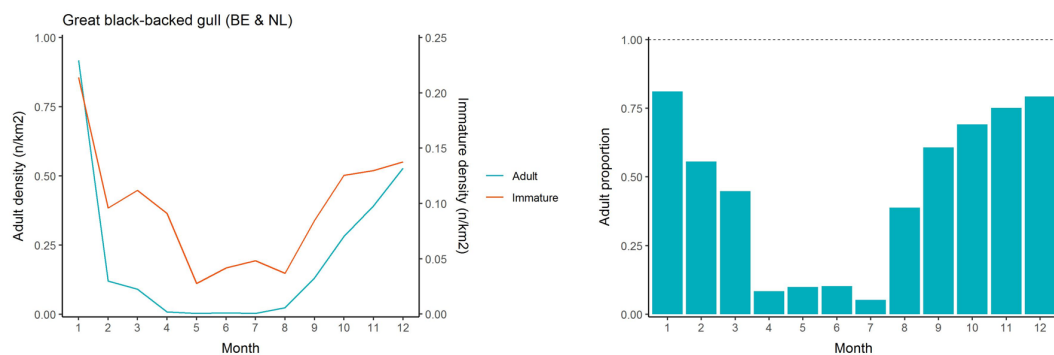 Great black-backed gull (BE & NL)
1.00
0.75
0.50
0.25
0.00
Adult density (n/km2)
0.25
0.20
0.15
0.10
0.05
0.00
Immature density (n/km2)
1 2 3 4 5 6 7 8 9 10 11 12
Month
Adult
Immature
1.00
0.75
0.50
0.25
0.00
Adult proportion
1 2 3 4 5 6 7 8 9 10 11 12
Month